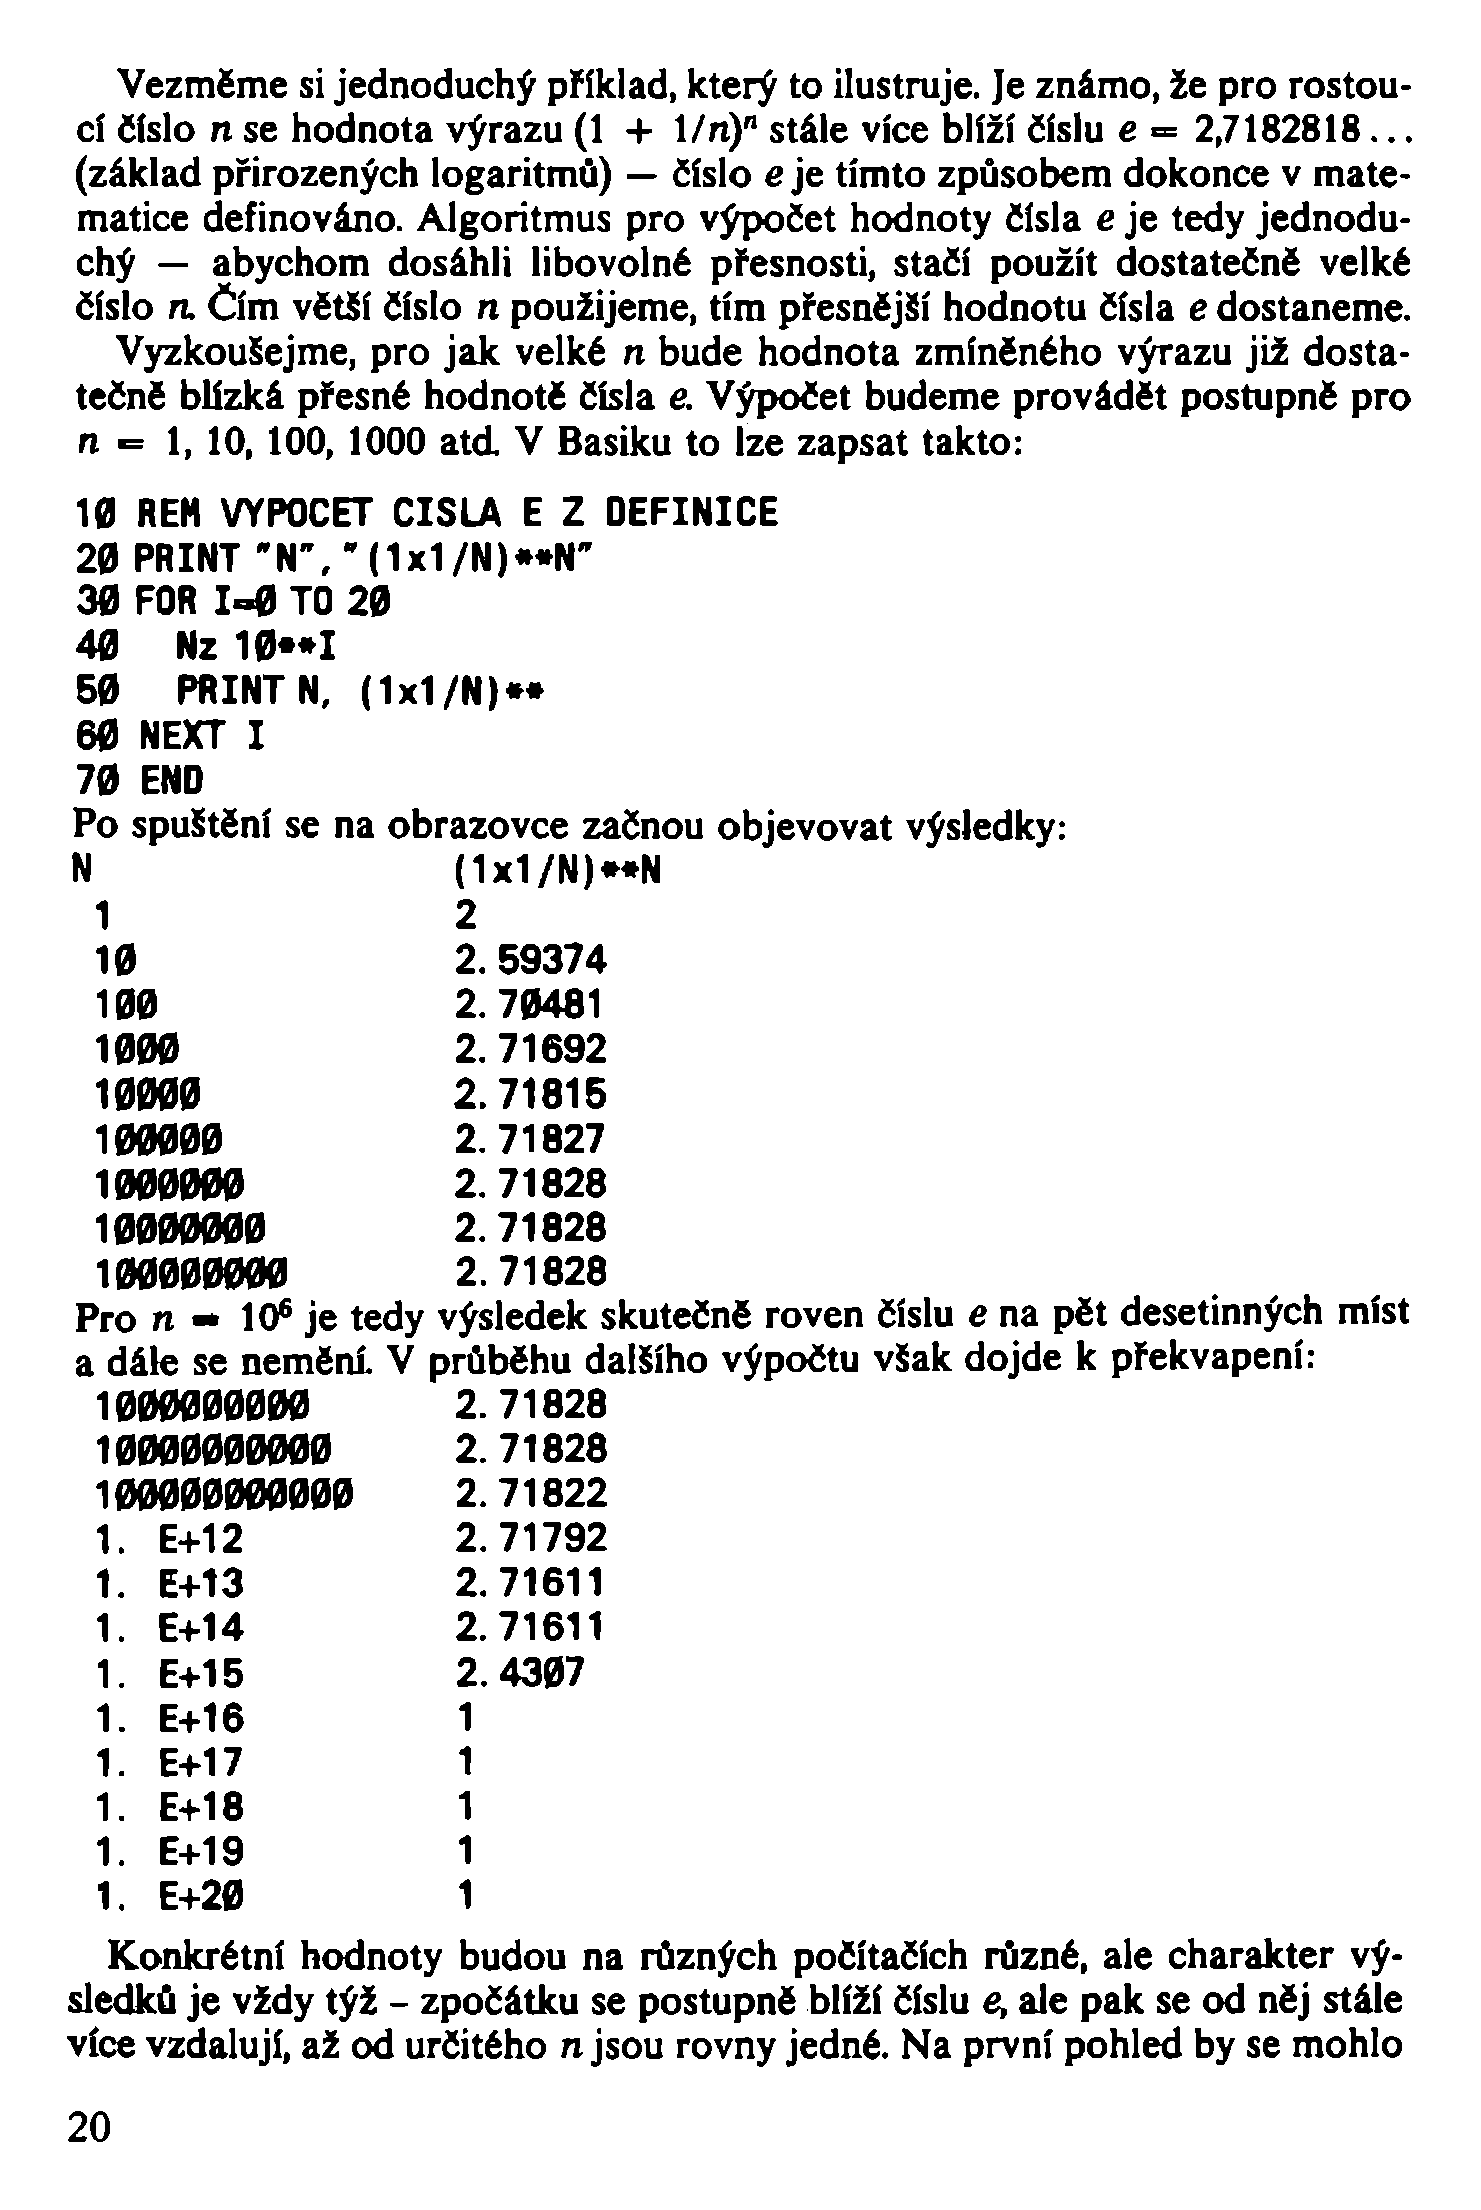 Vezměme si jednoduchý příklad, který to ilustruje. Je známo, že pro rostou-
cí číslo n se hodnota výrazu (1 + 1/n)ⁿ stále více blíží číslu e = 2,7182818...
(základ přirozených logaritmů) — číslo e je tímto způsobem dokonce v mate-
matice definováno. Algoritmus pro výpočet hodnoty čísla e je tedy jednodu-
chý — abychom dosáhli libovolné přesnosti, stačí použít dostatečně velké
číslo n. Čím větší číslo n použijeme, tím přesnější hodnotu čísla e dostaneme.
Vyzkoušejme, pro jak velké n bude hodnota zmíněného výrazu již dosta-
tečně blízká přesné hodnotě čísla e. Výpočet budeme provádět postupně pro
n = 1, 10, 100, 1000 atd. V Basiku to lze zapsat takto:
10 REM VYPOCET CISLA E Z DEFINICE
20 PRINT "N", "(1x1/N)**N"
30 FOR I=0 TO 20
40 Nz 10**I
50 PRINT N, (1x1/N)**
60 NEXT I
70 END
Po spuštění se na obrazovce začnou objevovat výsledky:
N (1x1/N)**N
1 2
10 2. 59374
100 2. 70481
1000 2. 71692
10000 2. 71815
100000 2. 71827
1000000 2. 71828
10000000 2. 71828
100000000 2. 71828
Pro n = 10⁶ je tedy výsledek skutečně roven číslu e na pět desetinných míst
a dále se nemění. V průběhu dalšího výpočtu však dojde k překvapení:
1000000000 2. 71828
10000000000 2. 71828
100000000000 2. 71822
1. E+12 2. 71792
1. E+13 2. 71611
1. E+14 2. 71611
1. E+15 2. 4307
1. E+16 1
1. E+17 1
1. E+18 1
1. E+19 1
1. E+20 1
Konkrétní hodnoty budou na různých počítačích různé, ale charakter vý-
sledků je vždy týž - zpočátku se postupně blíží číslu e, ale pak se od něj stále
více vzdalují, až od určitého n jsou rovny jedné. Na první pohled by se mohlo
20